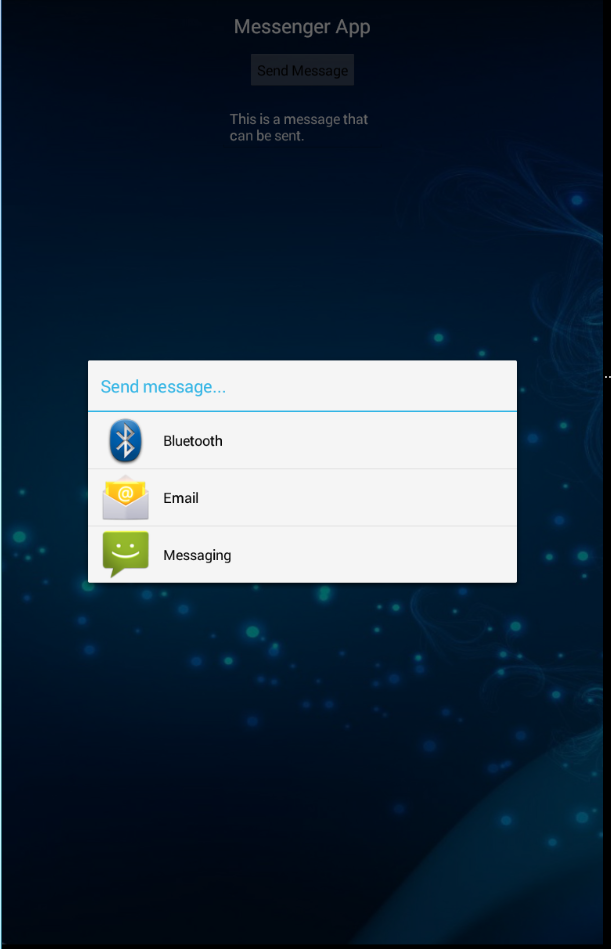 Messenger App
Send Message
This is a message that
can be sent.
Send message...
Bluetooth
@
Email
Messaging